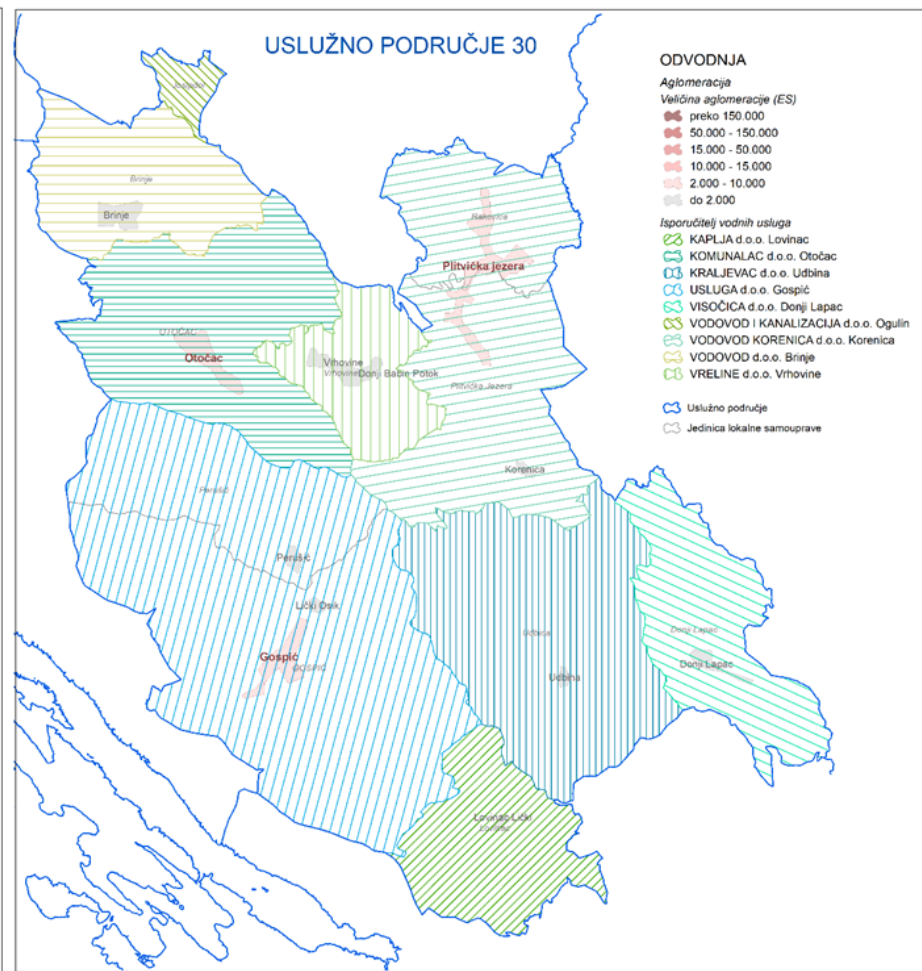 USLUŽNO PODRUČJE 30
ODVODNJA
Aglomeracija
Veličina aglomeracije (ES)
preko 150.000
50.000 - 150.000
15.000 - 50.000
10.000 - 15.000
2.000 - 10.000
do 2.000
Isporučitelj vodnih usluga
KAPLJA d.o.o. Lovinac
KOMUNALAC d.o.o. Otočac
KRALJEVAC d.o.o. Udbina
USLUGA d.o.o. Gospić
VISOČICA d.o.o. Donji Lapac
VODOVOD I KANALIZACIJA d.o.o. Ogulin
VODOVOD KORENICA d.o.o. Korenica
VODOVOD d.o.o. Brinje
VRELINE d.o.o. Vrhovine
Uslužno područje
Jedinica lokalne samouprave
Brinje
Brinje
Rakovica
Plitvička jezera
OTOČAC
Otočac
Vrhovine
Vrhovine
Donji Babin Potok
Plitvička Jezera
Korenica
Perušić
Perušić
Lički Osik
Gospić
GOSPIĆ
Udbina
Udbina
Donji Lapac
Donji Lapac
Lovinac Lički
Lovinac